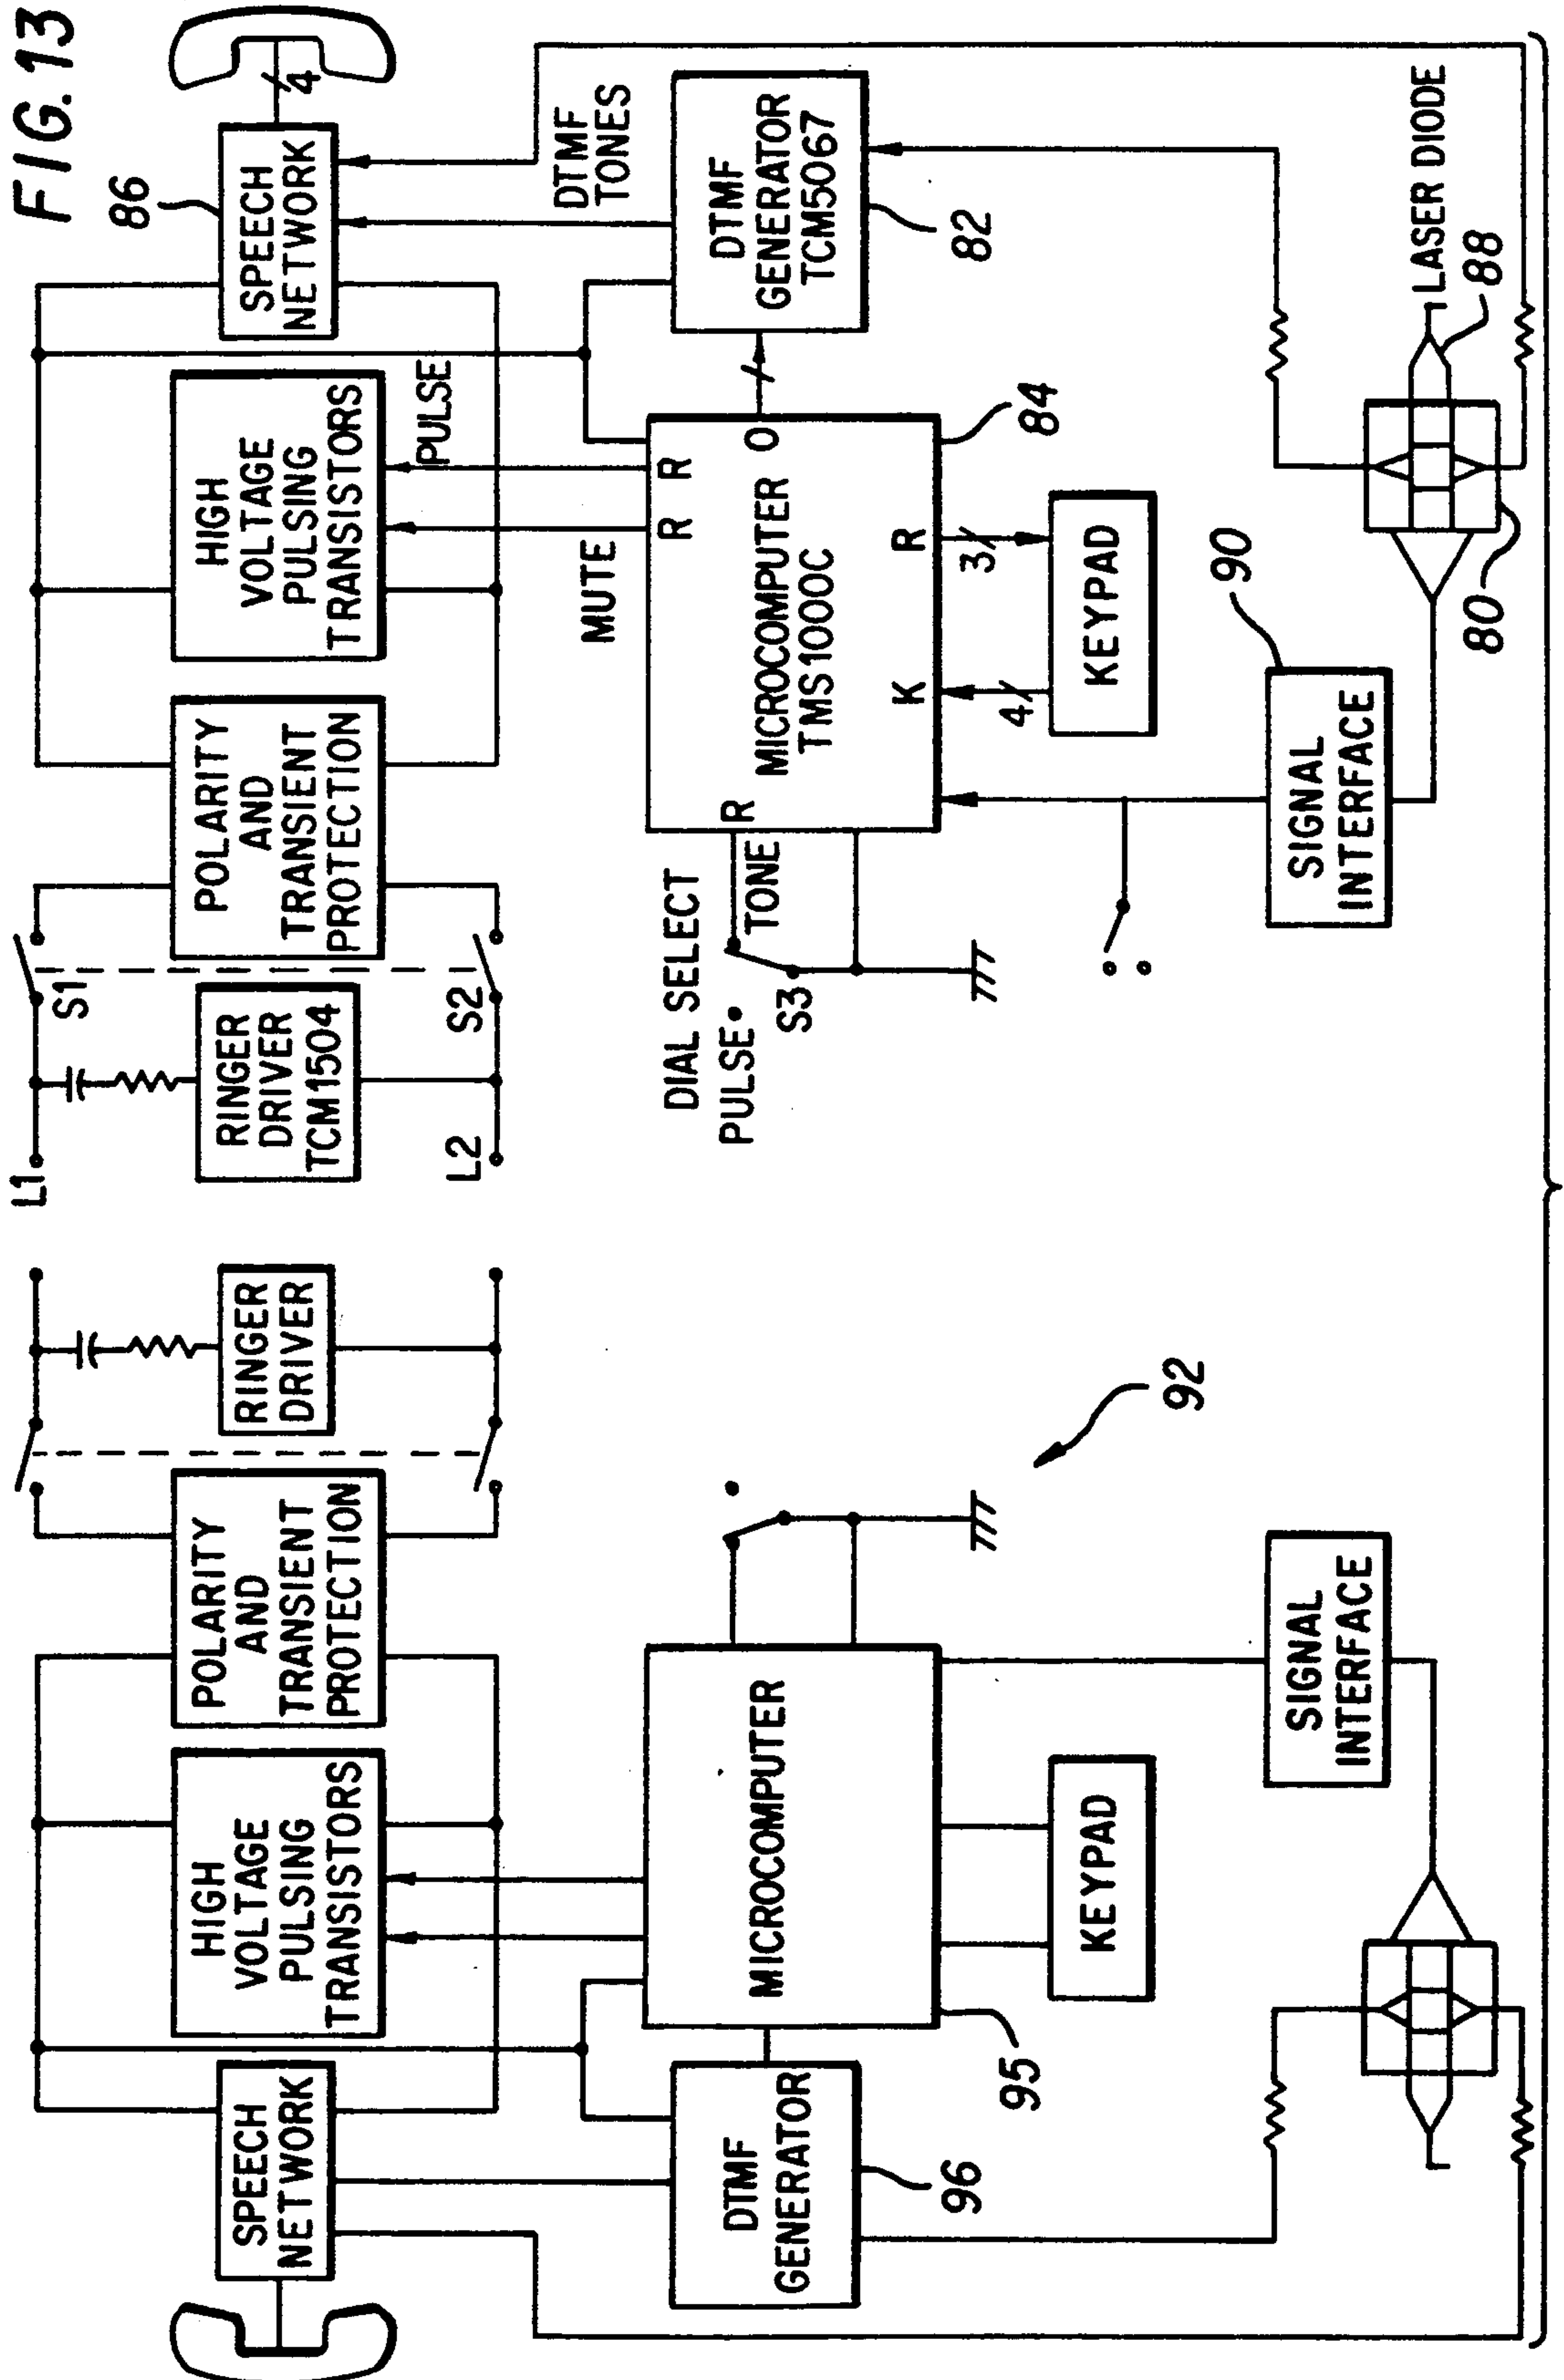 FIG. 13
L1
S1
RINGER
DRIVER
TCM1504
L2
S2
POLARITY
AND
TRANSIENT
PROTECTION
HIGH
VOLTAGE
PULSING
TRANSISTORS
86
SPEECH
NETWORK
4
MUTE
PULSE
DTMF
TONES
DIAL SELECT
PULSE
TONE
S3
R
R
R
O
MICROCOMPUTER
TMS1000C
K
R
84
DTMF
GENERATOR
TCM5067
82
4
3
KEYPAD
90
SIGNAL
INTERFACE
80
LASER DIODE
88
SPEECH
NETWORK
HIGH
VOLTAGE
PULSING
TRANSISTORS
POLARITY
AND
TRANSIENT
PROTECTION
RINGER
DRIVER
DTMF
GENERATOR
96
MICROCOMPUTER
95
92
KEYPAD
SIGNAL
INTERFACE